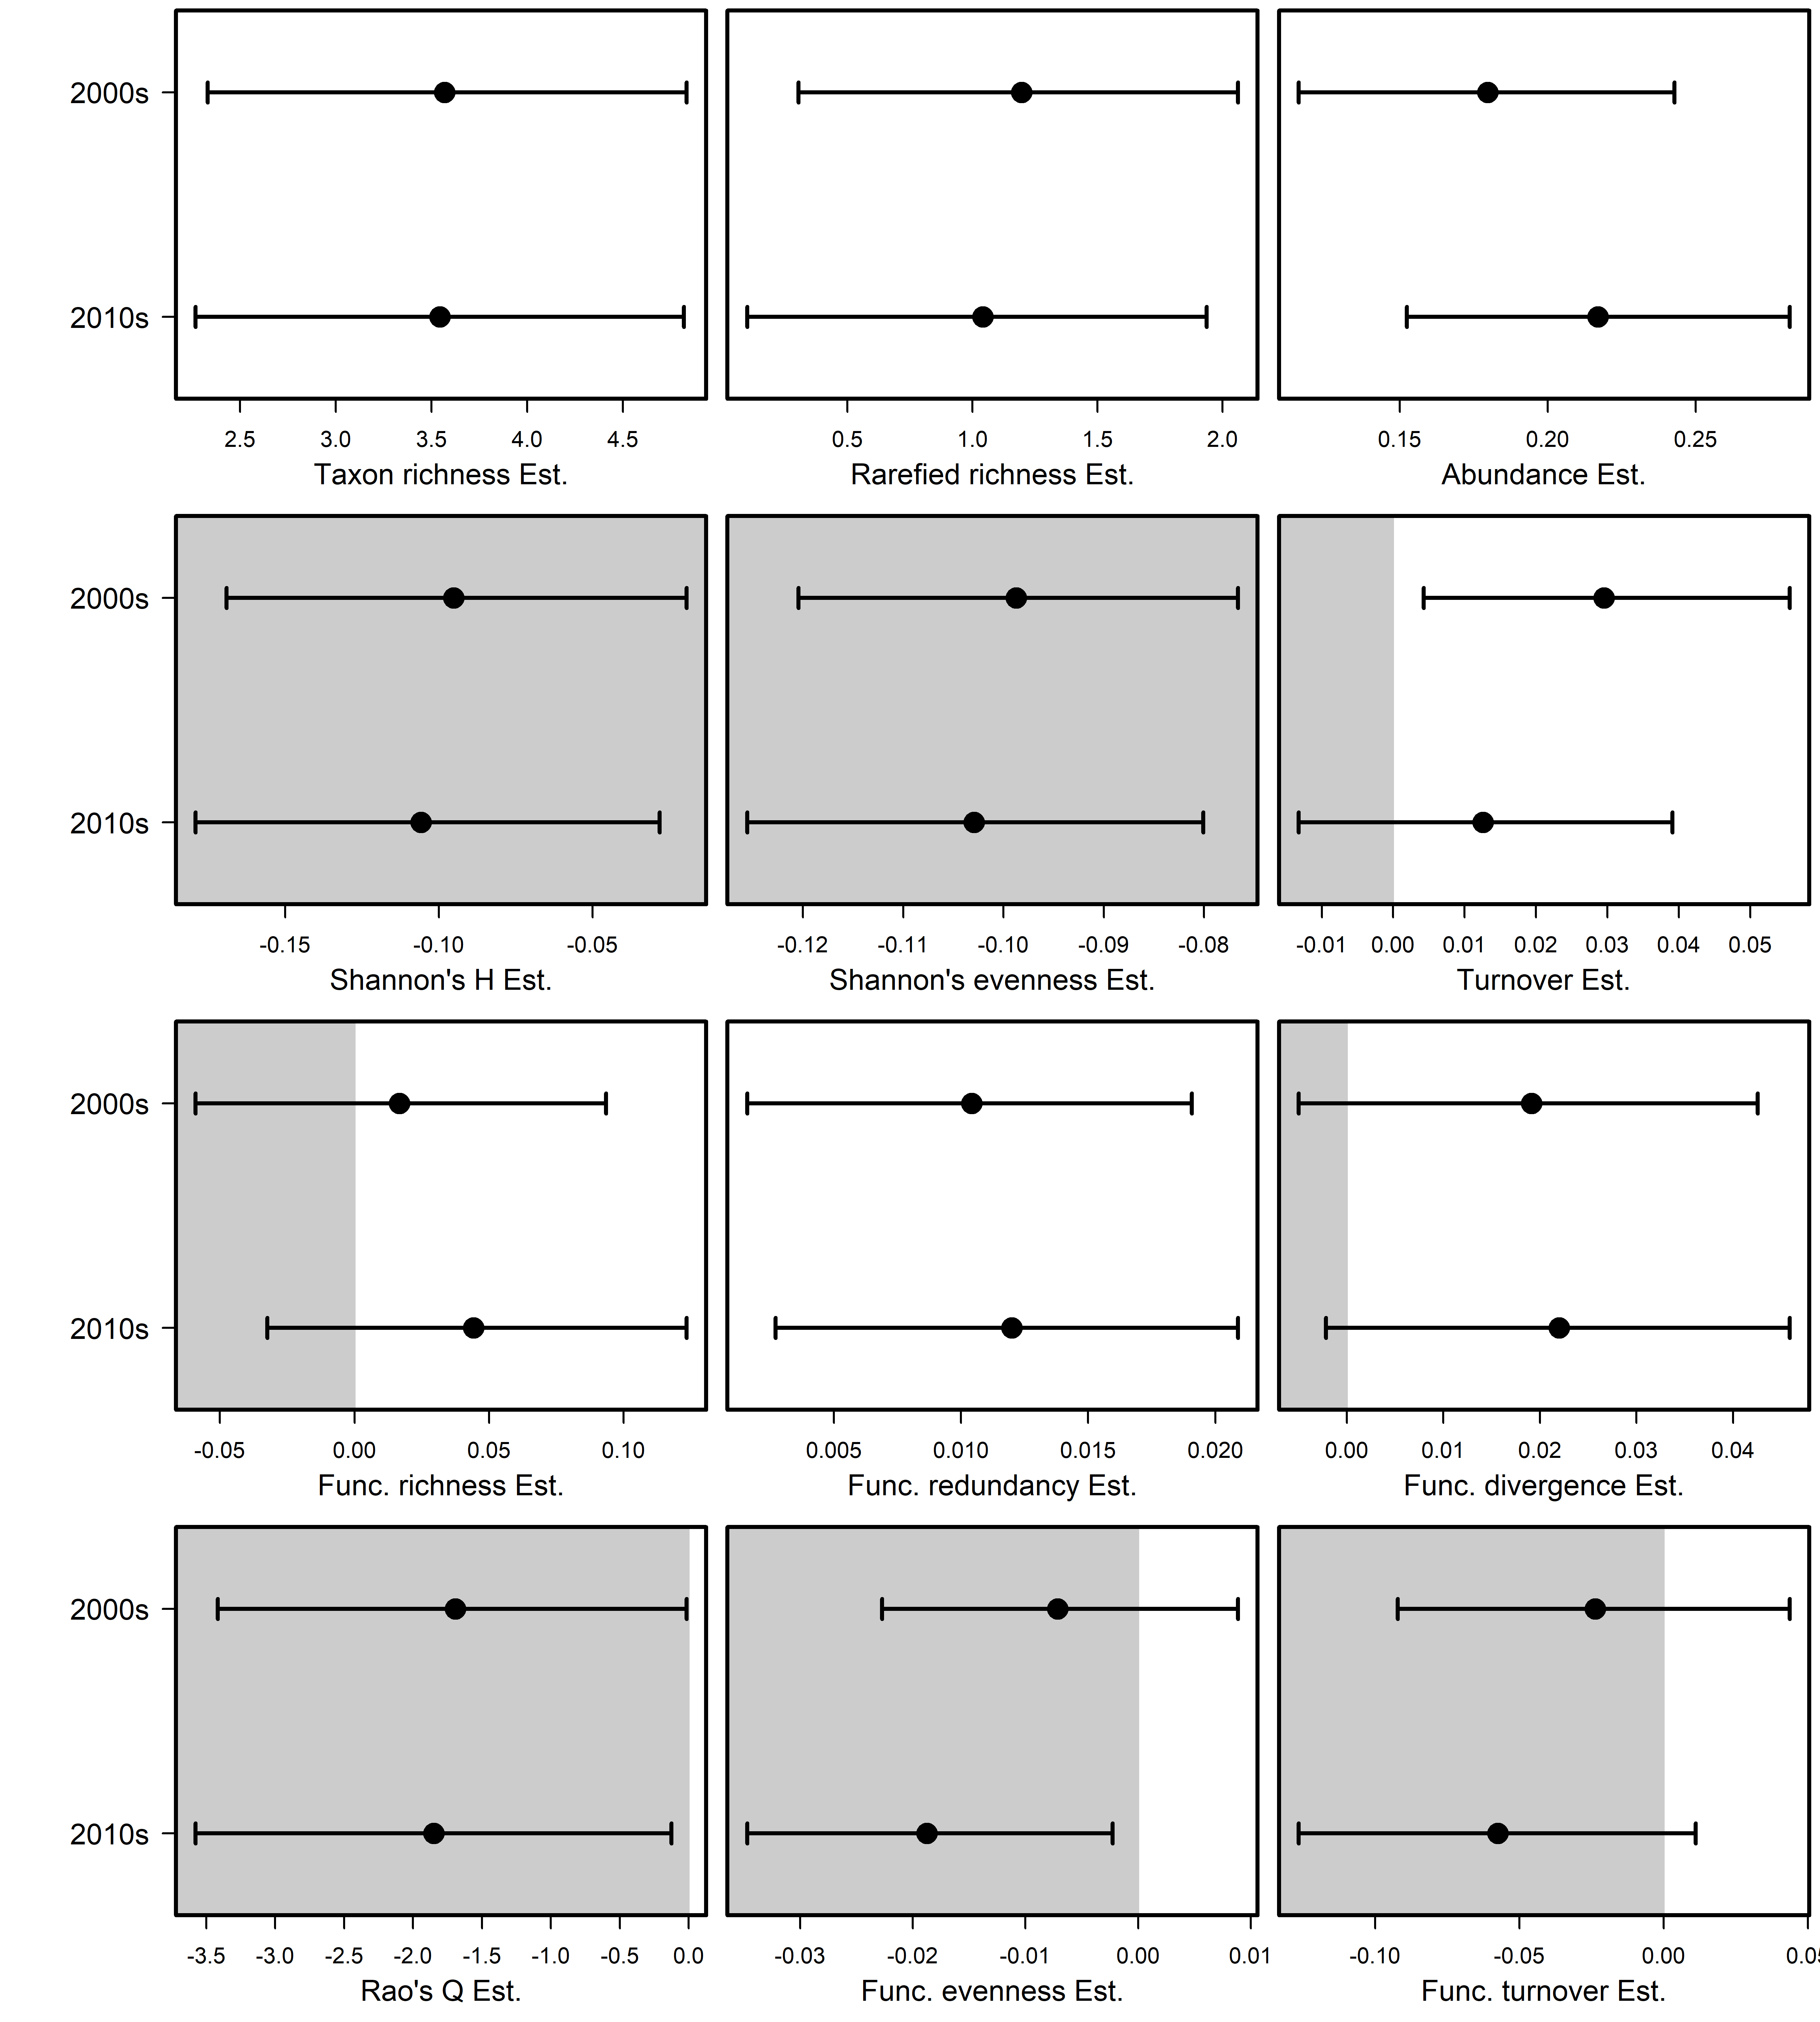 2000s
2010s
2.5 3.0 3.5 4.0 4.5 0.5 1.0 1.5 2.0 0.15 0.20 0.25
Taxon richness Est. Rarefied richness Est. Abundance Est.
2000s
2010s
-0.15 -0.10 -0.05 -0.12 -0.11 -0.10 -0.09 -0.08 -0.01 0.00 0.01 0.02 0.03 0.04 0.05
Shannon's H Est. Shannon's evenness Est. Turnover Est.
2000s
2010s
-0.05 0.00 0.05 0.10 0.005 0.010 0.015 0.020 0.00 0.01 0.02 0.03 0.04
Func. richness Est. Func. redundancy Est. Func. divergence Est.
2000s
2010s
-3.5 -3.0 -2.5 -2.0 -1.5 -1.0 -0.5 0.0 -0.03 -0.02 -0.01 0.00 0.01 -0.10 -0.05 0.00
Rao's Q Est. Func. evenness Est. Func. turnover Est.